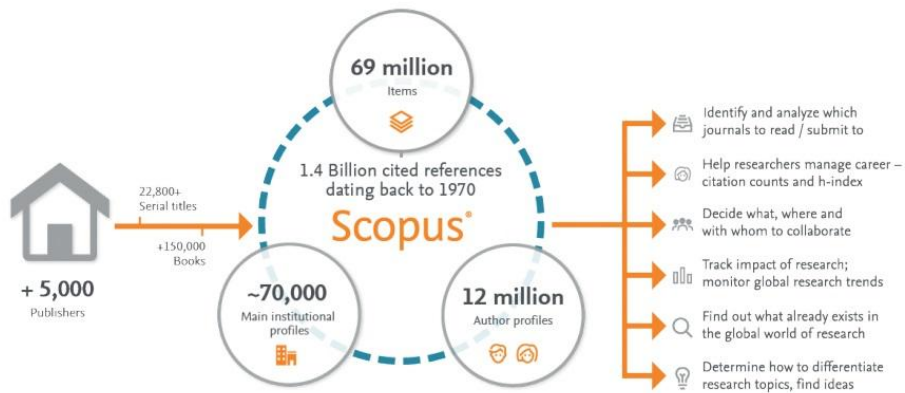 69 million
Items
1.4 Billion cited references
dating back to 1970
Scopus®
22,800+
Serial titles
+150,000
Books
+ 5,000
Publishers
~70,000
Main institutional
profiles
12 million
Author profiles
Identify and analyze which
journals to read / submit to
Help researchers manage career –
citation counts and h-index
Decide what, where and
with whom to collaborate
Track impact of research;
monitor global research trends
Find out what already exists in
the global world of research
Determine how to differentiate
research topics, find ideas